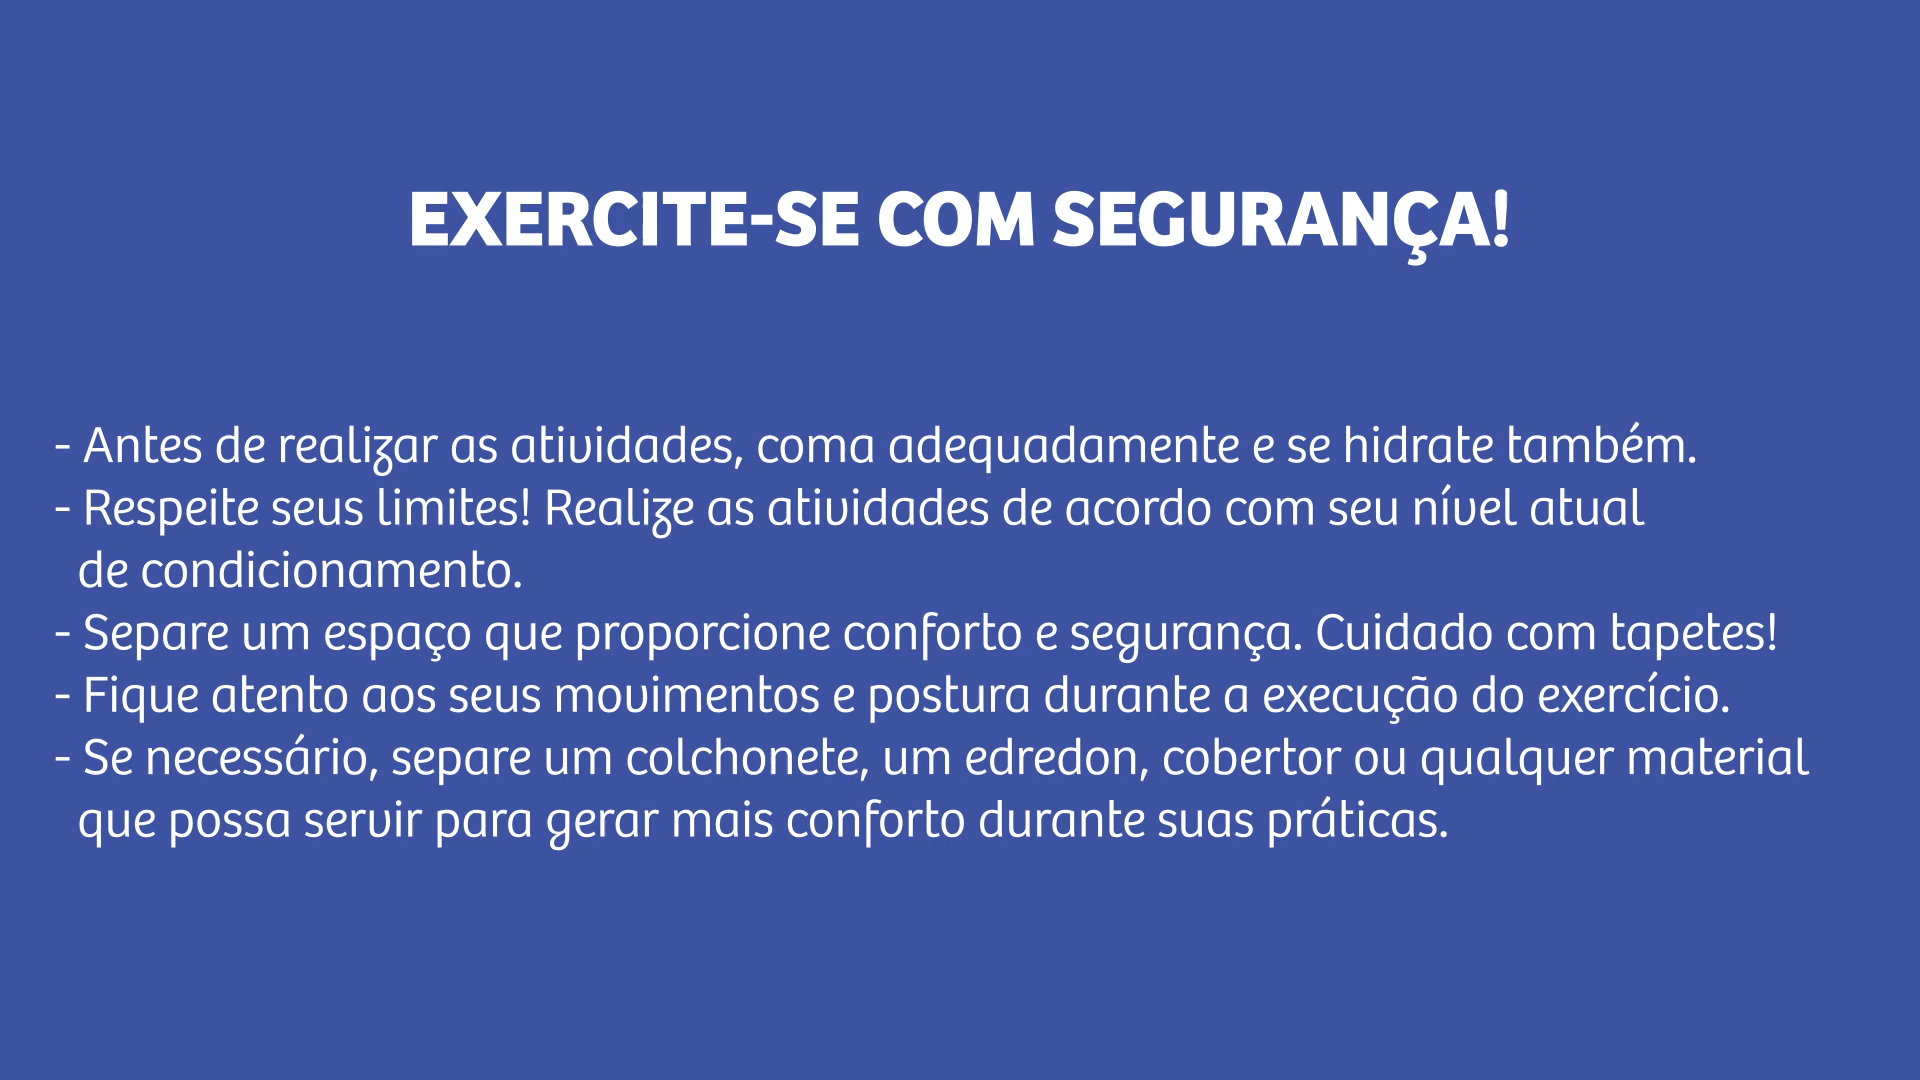 EXERCITE-SE COM SEGURANÇA!
- Antes de realizar as atividades, coma adequadamente e se hidrate também.
- Respeite seus limites! Realize as atividades de acordo com seu nível atual
de condicionamento.
- Separe um espaço que proporcione conforto e segurança. Cuidado com tapetes!
- Fique atento aos seus movimentos e postura durante a execução do exercício.
- Se necessário, separe um colchonete, um edredon, cobertor ou qualquer material
que possa servir para gerar mais conforto durante suas práticas.